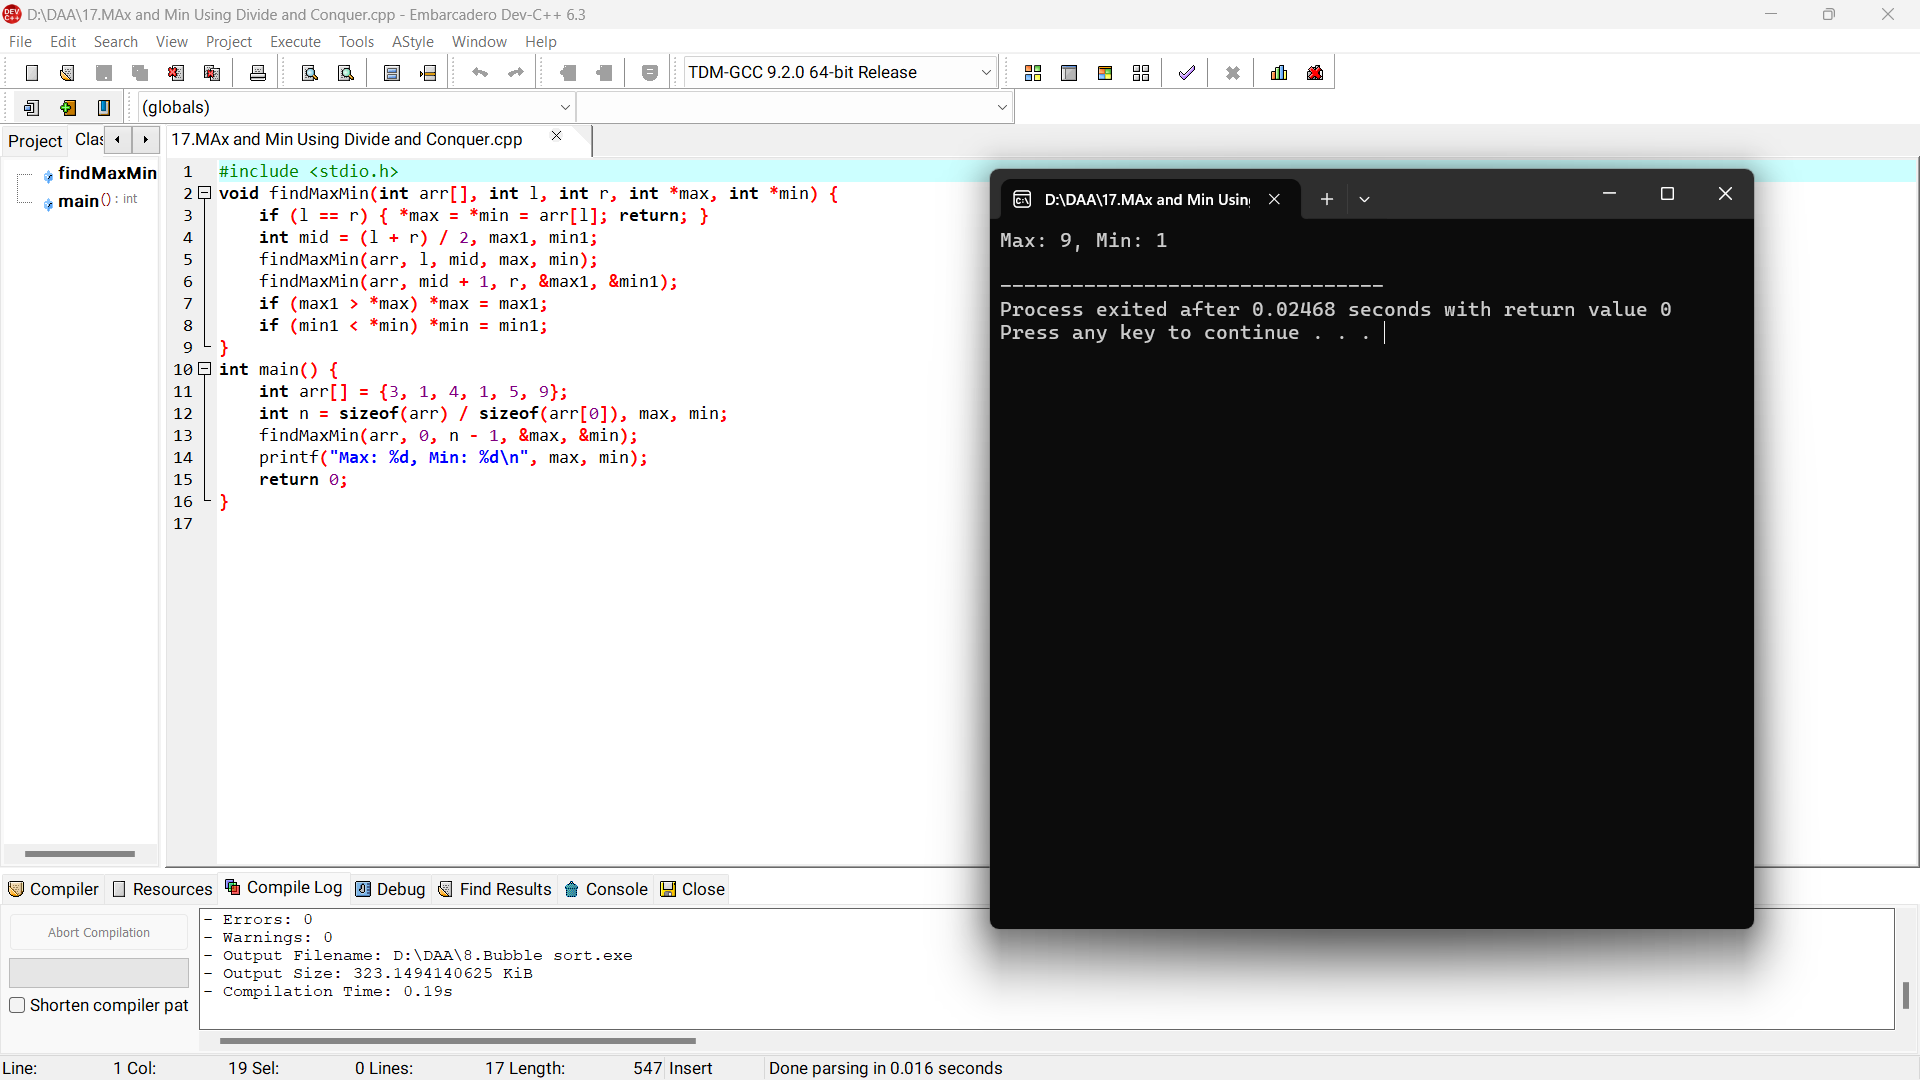 D:\DAA\17.MAx and Min Using Divide and Conquer.cpp - Embarcadero Dev-C++ 6.3
File Edit Search View Project Execute Tools AStyle Window Help
TDM-GCC 9.2.0 64-bit Release
(globals)
Project Clas 17.MAx and Min Using Divide and Conquer.cpp
findMaxMin
main () : int
1 #include <stdio.h>
2 void findMaxMin(int arr[], int l, int r, int *max, int *min) {
3 if (l == r) { *max = *min = arr[l]; return; }
4 int mid = (l + r) / 2, max1, min1;
5 findMaxMin(arr, l, mid, max, min);
6 findMaxMin(arr, mid + 1, r, &max1, &min1);
7 if (max1 > *max) *max = max1;
8 if (min1 < *min) *min = min1;
9 }
10 int main() {
11 int arr[] = {3, 1, 4, 1, 5, 9};
12 int n = sizeof(arr) / sizeof(arr[0]), max, min;
13 findMaxMin(arr, 0, n - 1, &max, &min);
14 printf("Max: %d, Min: %d\n", max, min);
15 return 0;
16 }
17
D:\DAA\17.MAx and Min Usin
Max: 9, Min: 1
--------------------------------
Process exited after 0.02468 seconds with return value 0
Press any key to continue . . .
Compiler Resources Compile Log Debug Find Results Console Close
Abort Compilation
Shorten compiler pat
- Errors: 0
- Warnings: 0
- Output Filename: D:\DAA\8.Bubble sort.exe
- Output Size: 323.1494140625 KiB
- Compilation Time: 0.19s
Line: 1 Col: 19 Sel: 0 Lines: 17 Length: 547 Insert Done parsing in 0.016 seconds